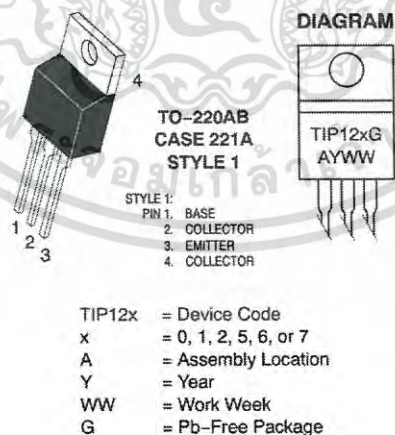 DIAGRAM
4
TO-220AB
CASE 221A
STYLE 1
TIP12xG
AYWW
STYLE 1:
PIN 1. BASE
2. COLLECTOR
3. EMITTER
4. COLLECTOR
1
2
3
TIP12x = Device Code
x = 0, 1, 2, 5, 6, or 7
A = Assembly Location
Y = Year
WW = Work Week
G = Pb-Free Package